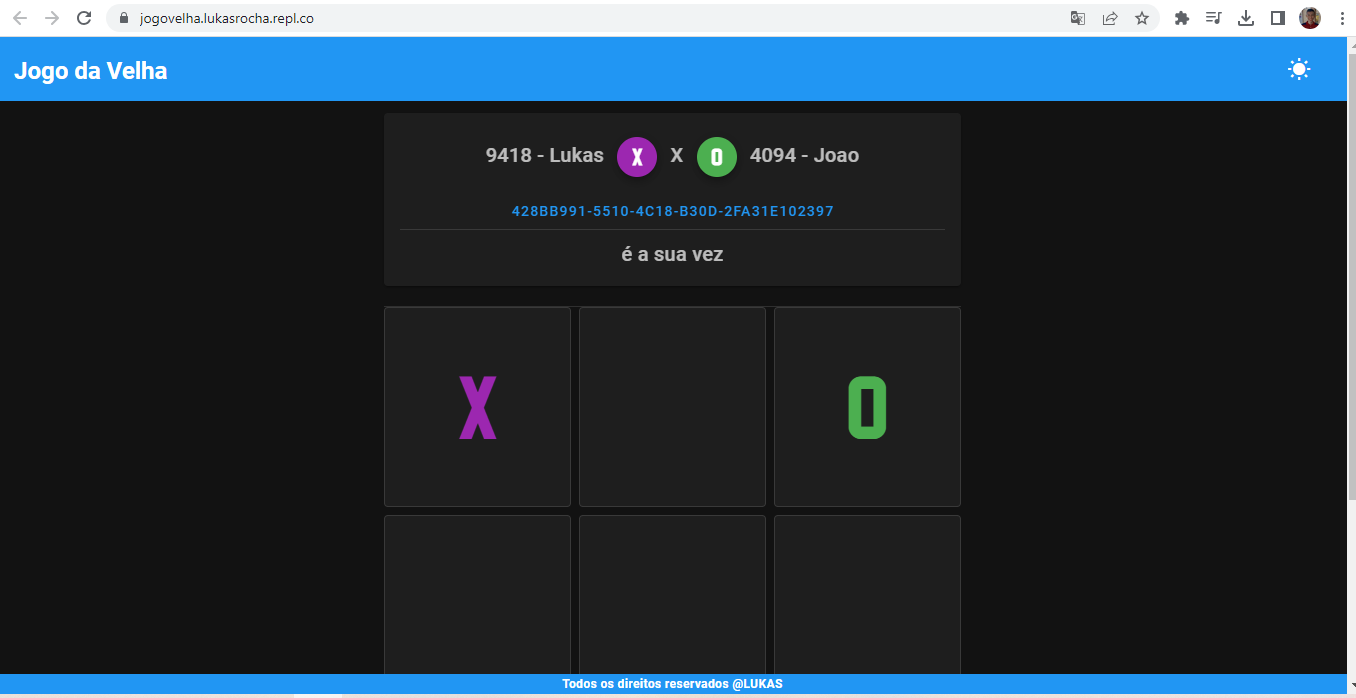 jogovelha.lukasrocha.repl.co
Jogo da Velha
9418 - Lukas X X O 4094 - Joao
428BB991-5510-4C18-B30D-2FA31E102397
é a sua vez
X O
Todos os direitos reservados @LUKAS